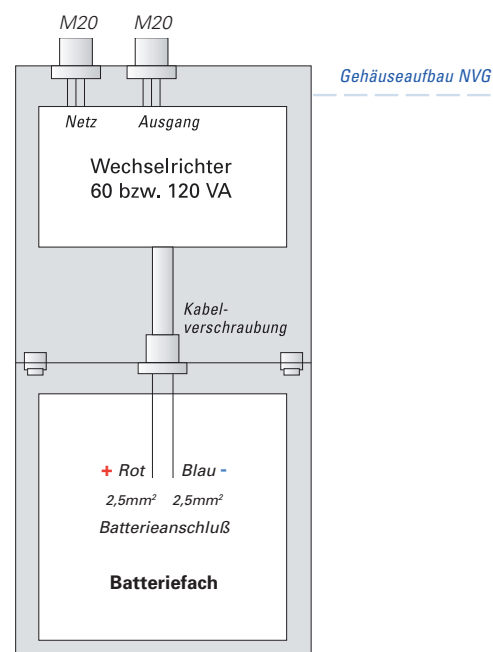 M20 M20
Gehäuseaufbau NVG
Netz Ausgang
Wechselrichter
60 bzw. 120 VA
Kabel-
verschraubung
+ Rot Blau -
2,5mm² 2,5mm²
Batterieanschluß
Batteriefach